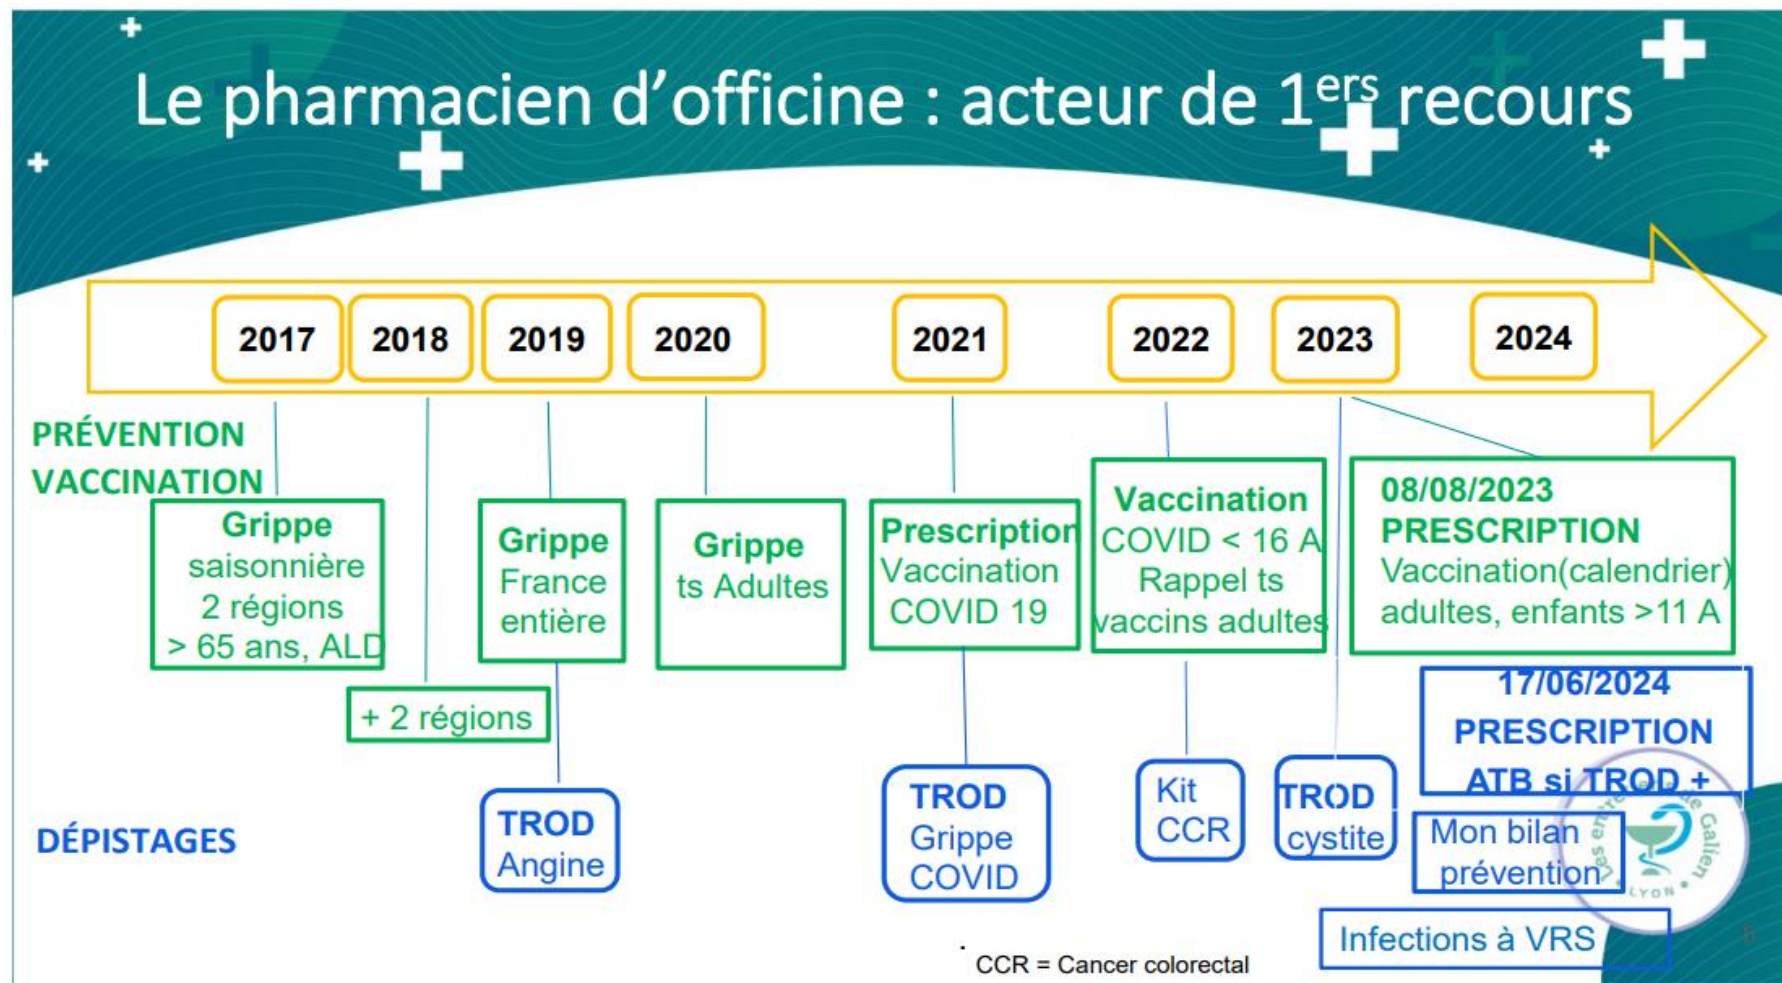 Le pharmacien d’officine : acteur de 1ers recours
2017
2018
2019
2020
2021
2022
2023
2024
PRÉVENTION
VACCINATION
Grippe
saisonnière
2 régions
> 65 ans, ALD
+ 2 régions
Grippe
France
entière
Grippe
ts Adultes
Prescription
Vaccination
COVID 19
Vaccination
COVID < 16 A
Rappel ts
vaccins adultes
08/08/2023
PRESCRIPTION
Vaccination(calendrier)
adultes, enfants >11 A
DÉPISTAGES
TROD
Angine
TROD
Grippe
COVID
Kit
CCR
TROD
cystite
17/06/2024
PRESCRIPTION
ATB si TROD +
Mon bilan
prévention
Infections à VRS
de Galien
LYON
CCR = Cancer colorectal